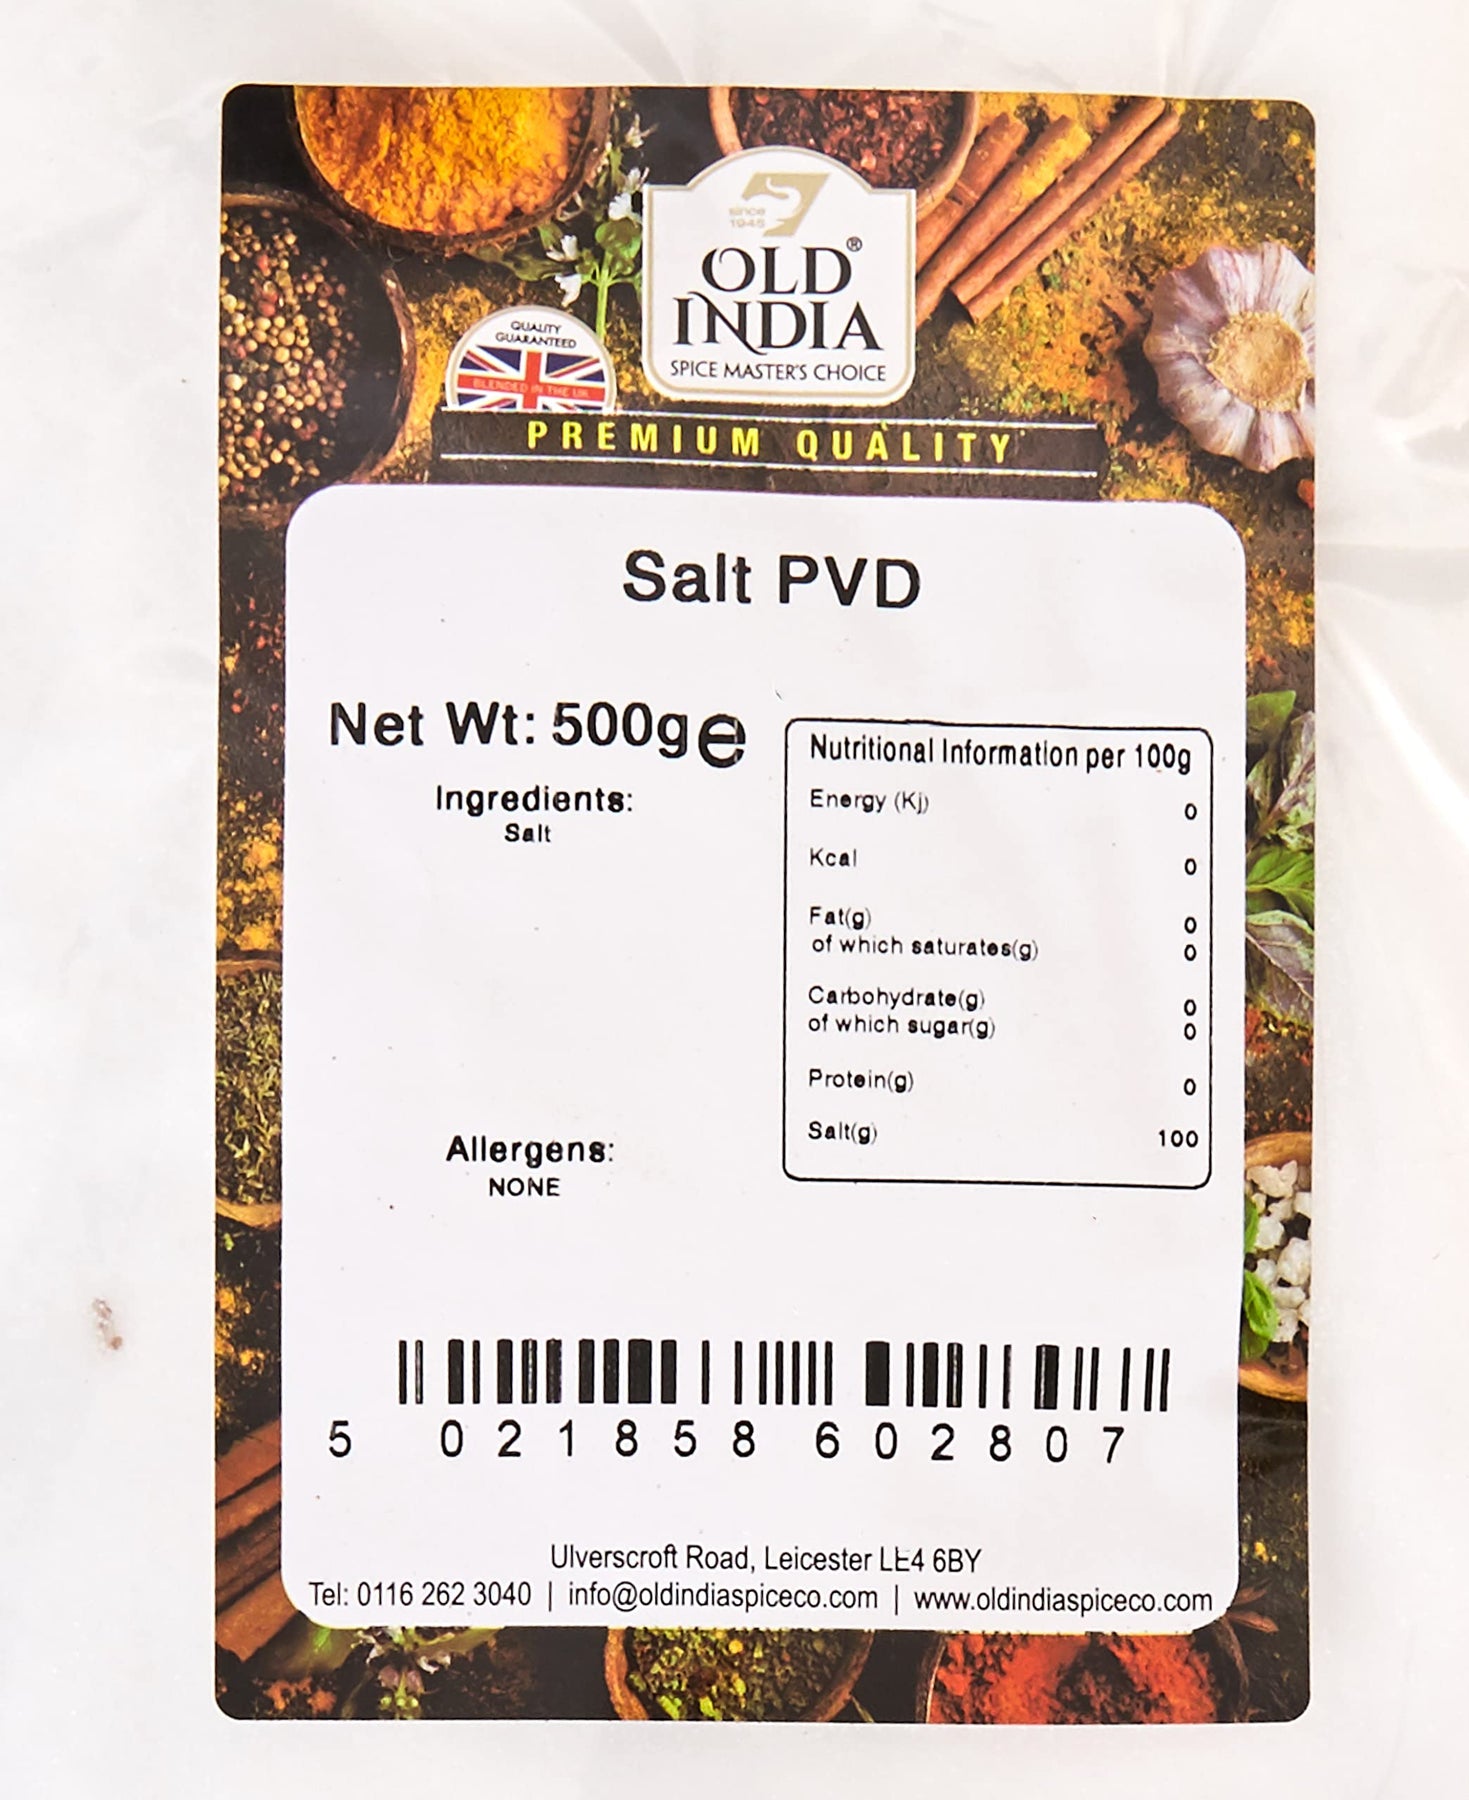 since
1945
OLD®
INDIA
SPICE MASTER'S CHOICE
QUALITY
GUARANTEED
BLENDED IN THE UK
PREMIUM QUALITY
Salt PVD
Net Wt: 500g℮
Ingredients:
Salt
Allergens:
NONE
Nutritional Information per 100g
Energy (Kj) 0
Kcal 0
Fat(g) 0
of which saturates(g) 0
Carbohydrate(g) 0
of which sugar(g) 0
Protein(g) 0
Salt(g) 100
5 021858 602807
Ulverscroft Road, Leicester LE4 6BY
Tel: 0116 262 3040 | info@oldindiaspiceco.com | www.oldindiaspiceco.com